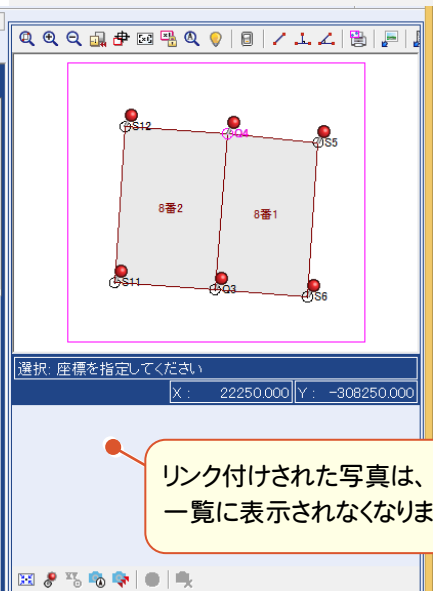 S12
Q4
S5
8番2
8番1
S11
Q3
S6
選択: 座標を指定してください
X : 22250.000 Y : -308250.000
リンク付けされた写真は、
一覧に表示されなくなりま